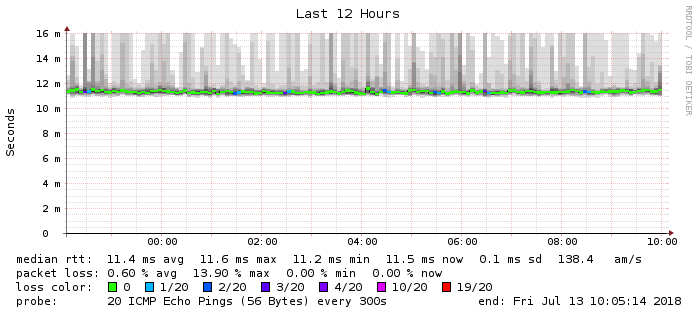 Last 12 Hours
RRDTOOL / TOBI OETIKER
Seconds
16 m
14 m
12 m
10 m
8 m
6 m
4 m
2 m
0
00:00 02:00 04:00 06:00 08:00 10:00
median rtt: 11.4 ms avg 11.6 ms max 11.2 ms min 11.5 ms now 0.1 ms sd 138.4 am/s
packet loss: 0.60 % avg 13.90 % max 0.00 % min 0.00 % now
loss color: 0 1/20 2/20 3/20 4/20 10/20 19/20
probe: 20 ICMP Echo Pings (56 Bytes) every 300s end: Fri Jul 13 10:05:14 2018